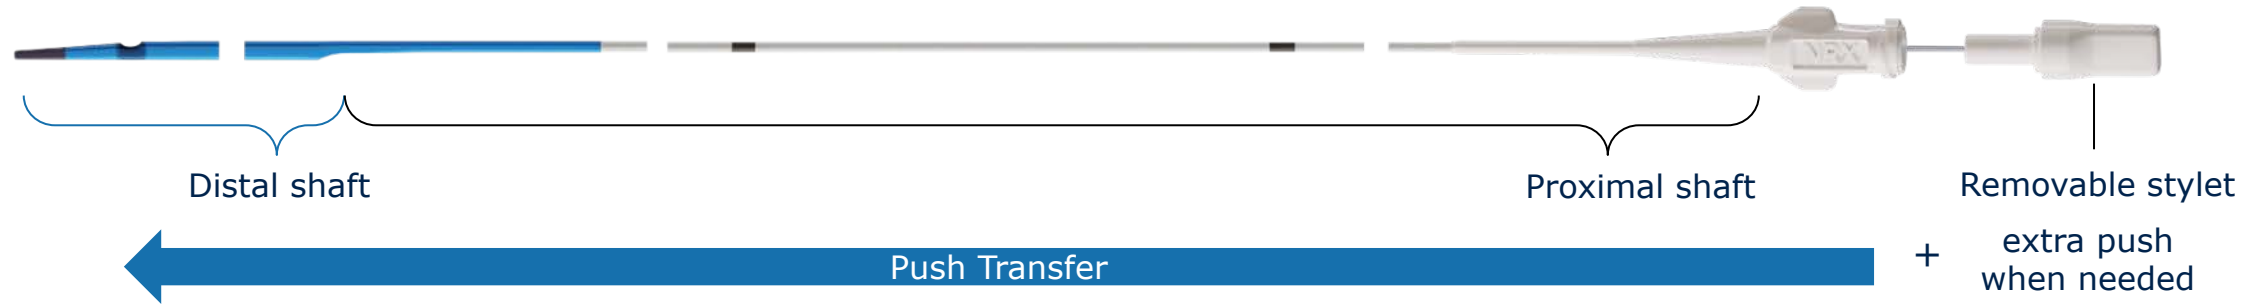 Distal shaft
Proximal shaft
Removable stylet
Push Transfer
+
extra push
when needed